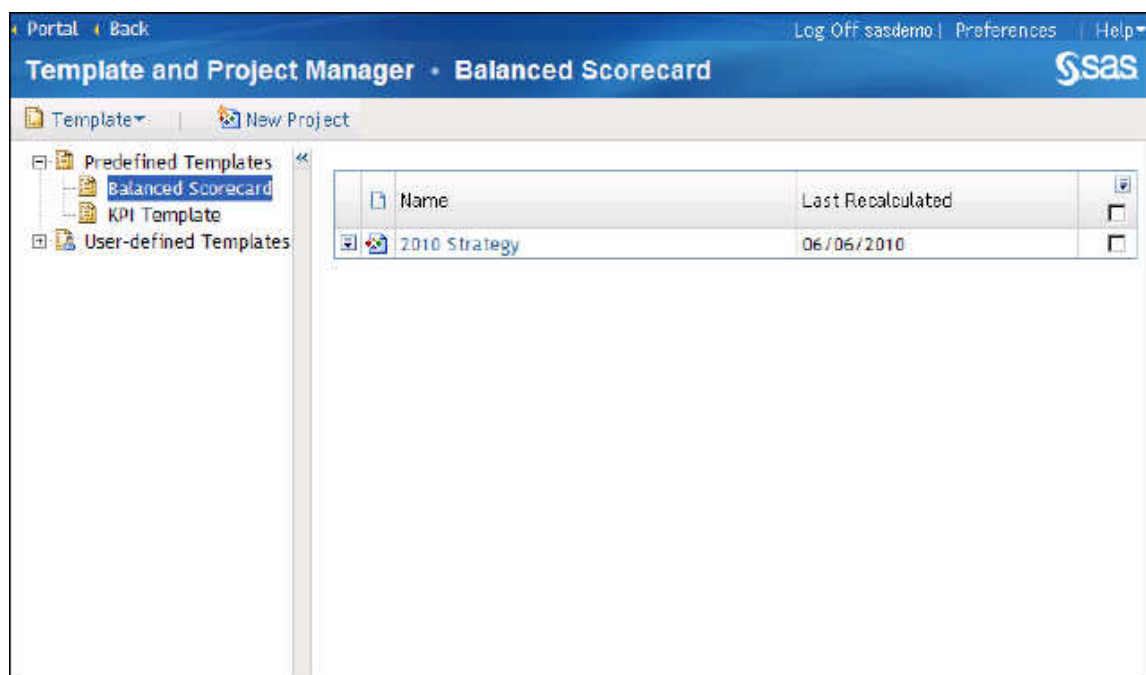 Portal Back Log Off sasdemo | Preferences | Help
Template and Project Manager • Balanced Scorecard sas
Template | New Project
Predefined Templates
Balanced Scorecard
KPI Template
User-defined Templates
Name Last Recalculated
2010 Strategy 06/06/2010